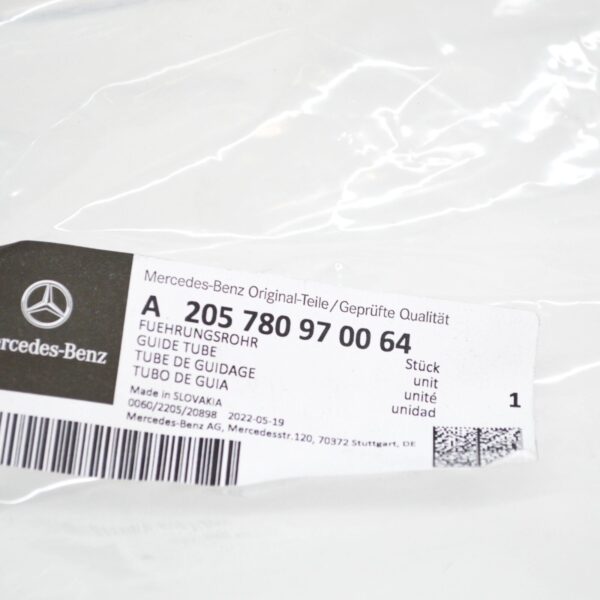 Mercedes-Benz Original-Teile/Geprüfte Qualität
A 205 780 97 00 64
FUEHRUNGSROHR
GUIDE TUBE
TUBE DE GUIDAGE
TUBO DE GUIA
Stück
unit
unité
unidad
1
Made in SLOVAKIA
0060/2205/20898 2022-05-19
Mercedes-Benz AG, Mercedesstr.120, 70372 Stuttgart, DE
ercedes-Benz